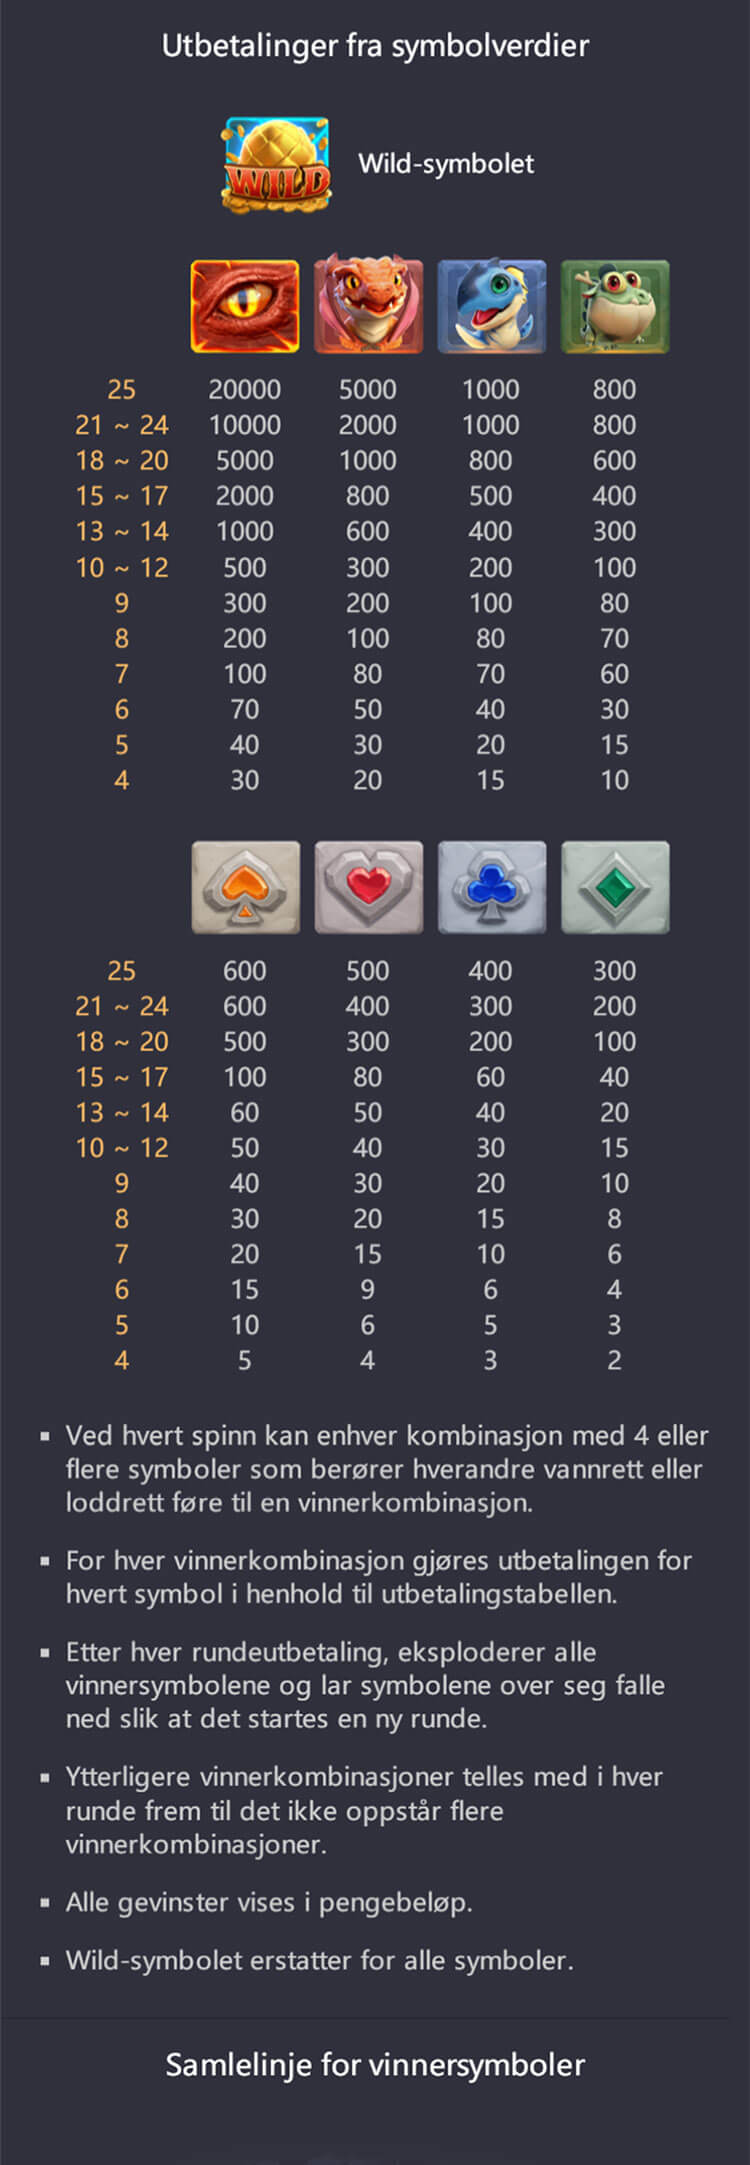 Utbetalinger fra symbolverdier
WILD
Wild-symbolet
25 20000 5000 1000 800
21 ~ 24 10000 2000 1000 800
18 ~ 20 5000 1000 800 600
15 ~ 17 2000 800 500 400
13 ~ 14 1000 600 400 300
10 ~ 12 500 300 200 100
9 300 200 100 80
8 200 100 80 70
7 100 80 70 60
6 70 50 40 30
5 40 30 20 15
4 30 20 15 10
25 600 500 400 300
21 ~ 24 600 400 300 200
18 ~ 20 500 300 200 100
15 ~ 17 100 80 60 40
13 ~ 14 60 50 40 20
10 ~ 12 50 40 30 15
9 40 30 20 10
8 30 20 15 8
7 20 15 10 6
6 15 9 6 4
5 10 6 5 3
4 5 4 3 2
▪ Ved hvert spinn kan enhver kombinasjon med 4 eller
flere symboler som berører hverandre vannrett eller
loddrett føre til en vinnerkombinasjon.
▪ For hver vinnerkombinasjon gjøres utbetalingen for
hvert symbol i henhold til utbetalingstabellen.
▪ Etter hver rundeutbetaling, eksploderer alle
vinnersymbolene og lar symbolene over seg falle
ned slik at det startes en ny runde.
▪ Ytterligere vinnerkombinasjoner telles med i hver
runde frem til det ikke oppstår flere
vinnerkombinasjoner.
▪ Alle gevinster vises i pengebeløp.
▪ Wild-symbolet erstatter for alle symboler.
Samlelinje for vinnersymboler